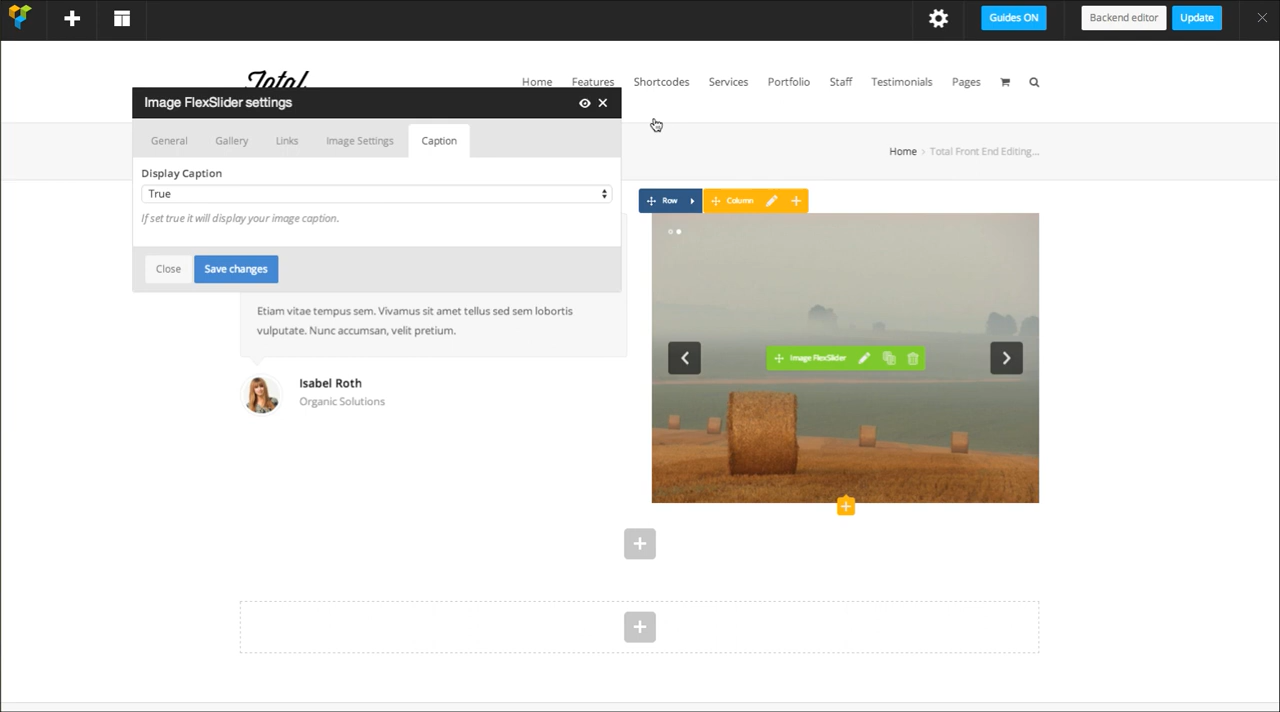 Guides ON
Backend editor
Update
Total
Home
Features
Shortcodes
Services
Portfolio
Staff
Testimonials
Pages
Image FlexSlider settings
General
Gallery
Links
Image Settings
Caption
Home > Total Front End Editing...
Display Caption
True
If set true it will display your image caption.
Row
Column
Close
Save changes
Etiam vitae tempus sem. Vivamus sit amet tellus sed sem lobortis
vulputate. Nunc accumsan, velit pretium.
Image FlexSlider
Isabel Roth
Organic Solutions